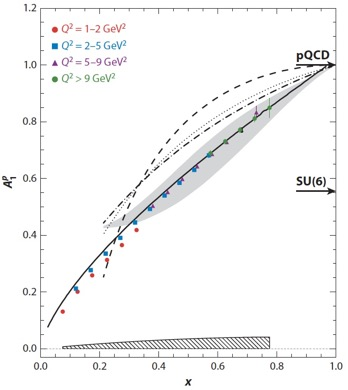 1.2
Q² = 1–2 GeV²
Q² = 2–5 GeV²
Q² = 5–9 GeV²
Q² > 9 GeV²
pQCD
1.0
0.8
A₁ᵖ
0.6
SU(6)
0.4
0.2
0.0
0.0 0.2 0.4 0.6 0.8 1.0
x